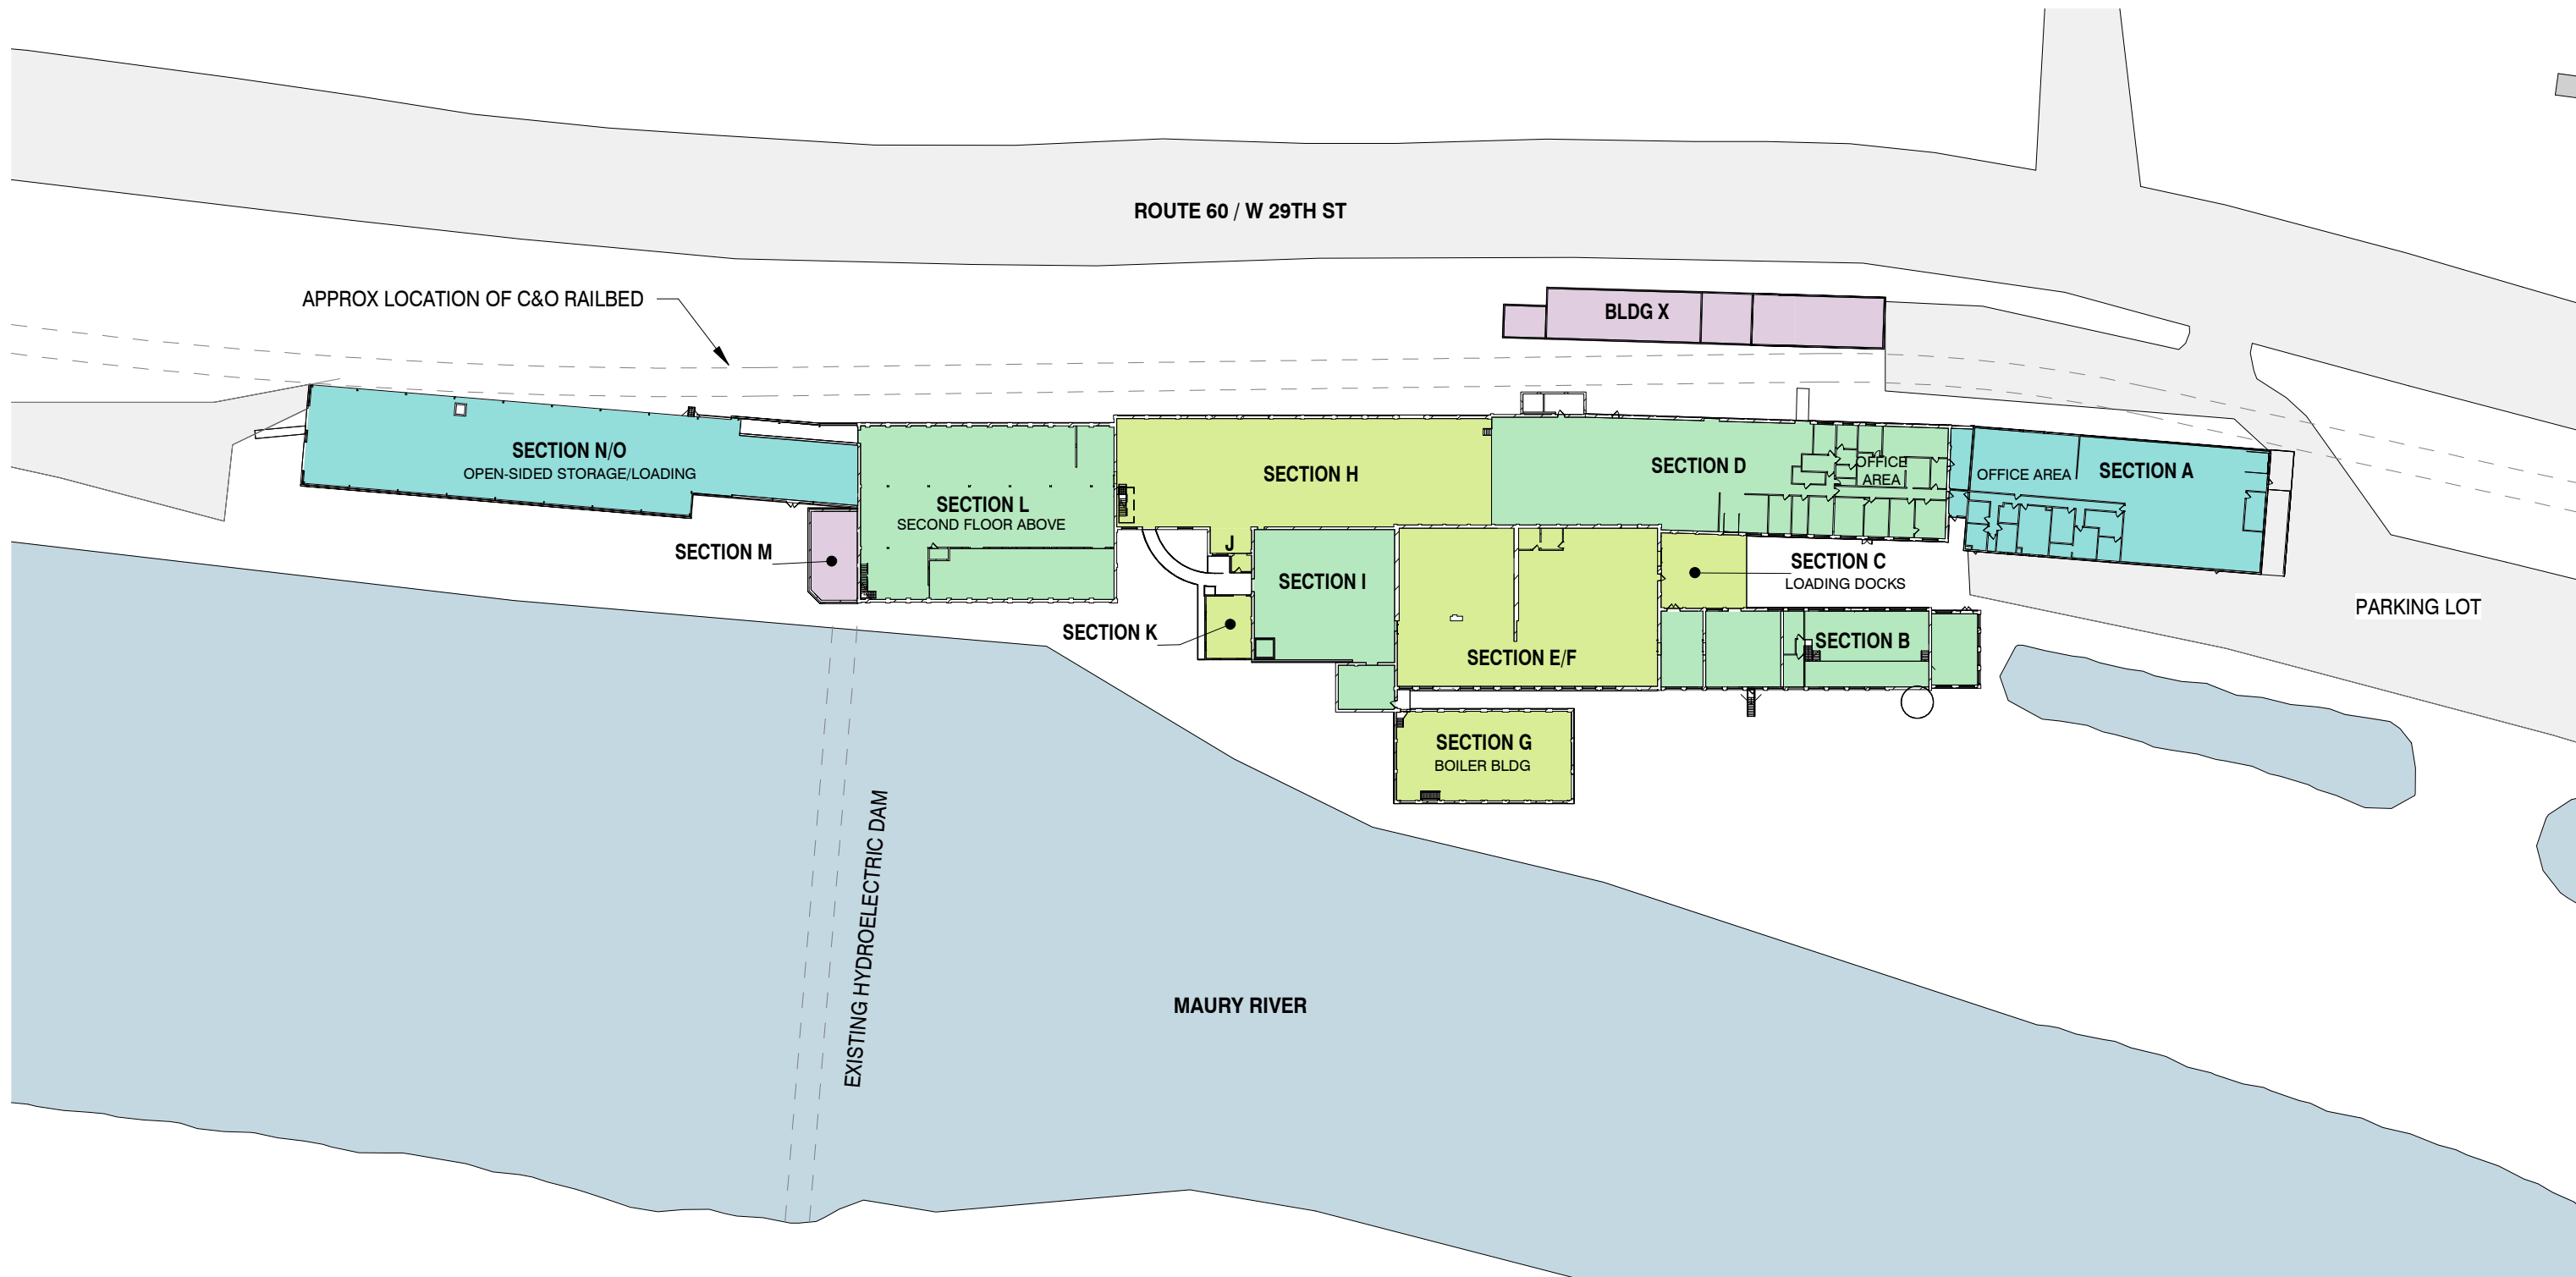 ROUTE 60 / W 29TH ST
APPROX LOCATION OF C&O RAILBED
BLDG X
SECTION N/O
OPEN-SIDED STORAGE/LOADING
SECTION L
SECOND FLOOR ABOVE
SECTION H
SECTION D
OFFICE
AREA
OFFICE AREA
SECTION A
SECTION M
J
SECTION I
SECTION C
LOADING DOCKS
PARKING LOT
SECTION K
SECTION E/F
SECTION B
SECTION G
BOILER BLDG
EXISTING HYDROELECTRIC DAM
MAURY RIVER